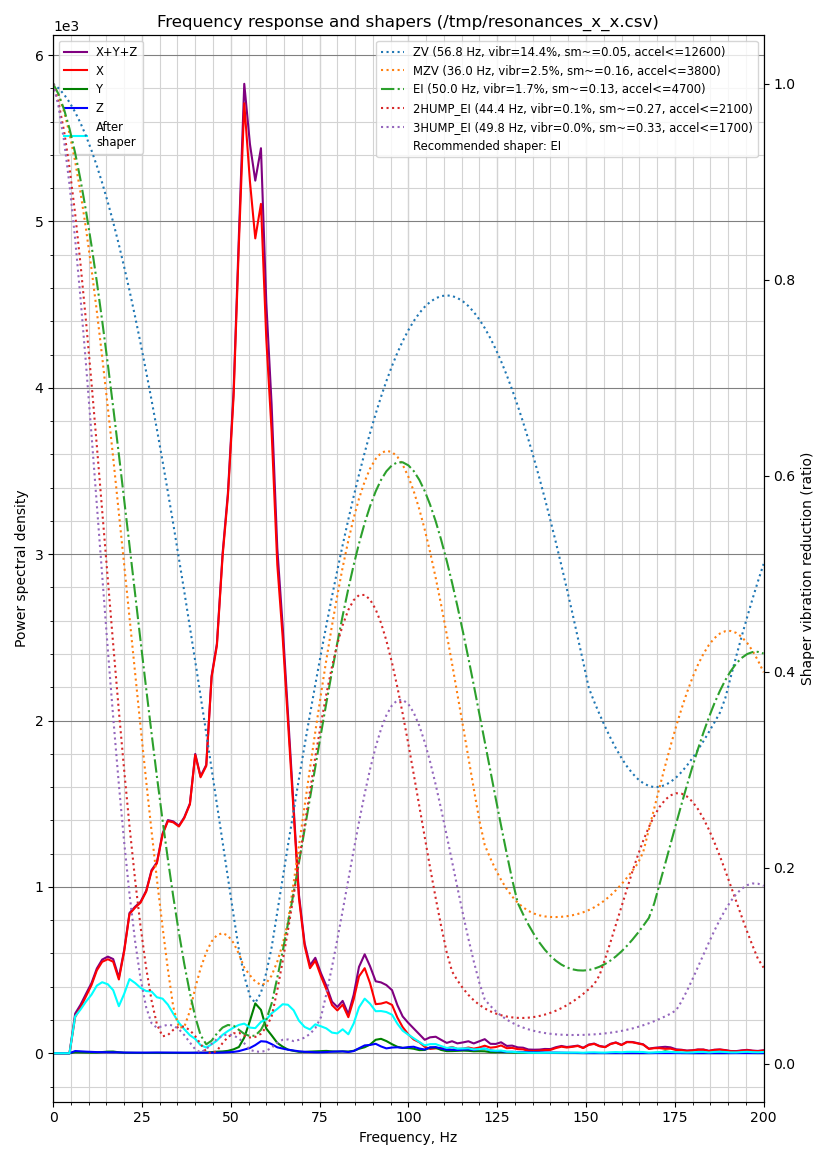 Frequency response and shapers (/tmp/resonances_x_x.csv)
1e3
X+Y+Z
X
Y
Z
After
shaper
ZV (56.8 Hz, vibr=14.4%, sm~=0.05, accel<=12600)
MZV (36.0 Hz, vibr=2.5%, sm~=0.16, accel<=3800)
EI (50.0 Hz, vibr=1.7%, sm~=0.13, accel<=4700)
2HUMP_EI (44.4 Hz, vibr=0.1%, sm~=0.27, accel<=2100)
3HUMP_EI (49.8 Hz, vibr=0.0%, sm~=0.33, accel<=1700)
Recommended shaper: EI
6
5
4
3
2
1
0
Power spectral density
1.0
0.8
0.6
0.4
0.2
0.0
Shaper vibration reduction (ratio)
0 25 50 75 100 125 150 175 200
Frequency, Hz